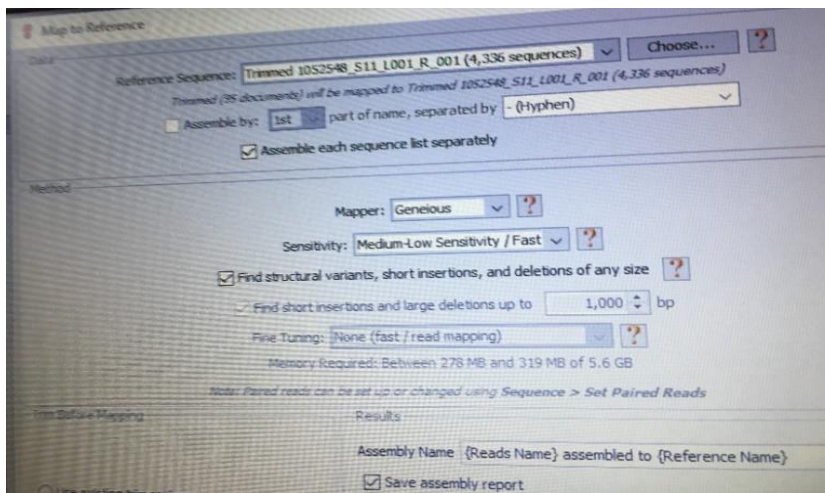 Map to Reference
Data
Reference Sequence: Trimmed 1052548_S11_L001_R_001 (4,336 sequences) Choose... ?
Trimmed (95 documents) will be mapped to Trimmed 1052548_S11_L001_R_001 (4,336 sequences)
Assemble by: 1st part of name, separated by - (Hyphen)
Assemble each sequence list separately
Method
Mapper: Geneious ?
Sensitivity: Medium-Low Sensitivity / Fast ?
Find structural variants, short insertions, and deletions of any size ?
Find short insertions and large deletions up to 1,000 bp
Fine Tuning: None (fast / read mapping) ?
Memory Required: Between 278 MB and 319 MB of 5.6 GB
Note: Paired reads can be set up or changed using Sequence > Set Paired Reads
Trim Before Mapping Results
Assembly Name {Reads Name} assembled to {Reference Name}
Save assembly report